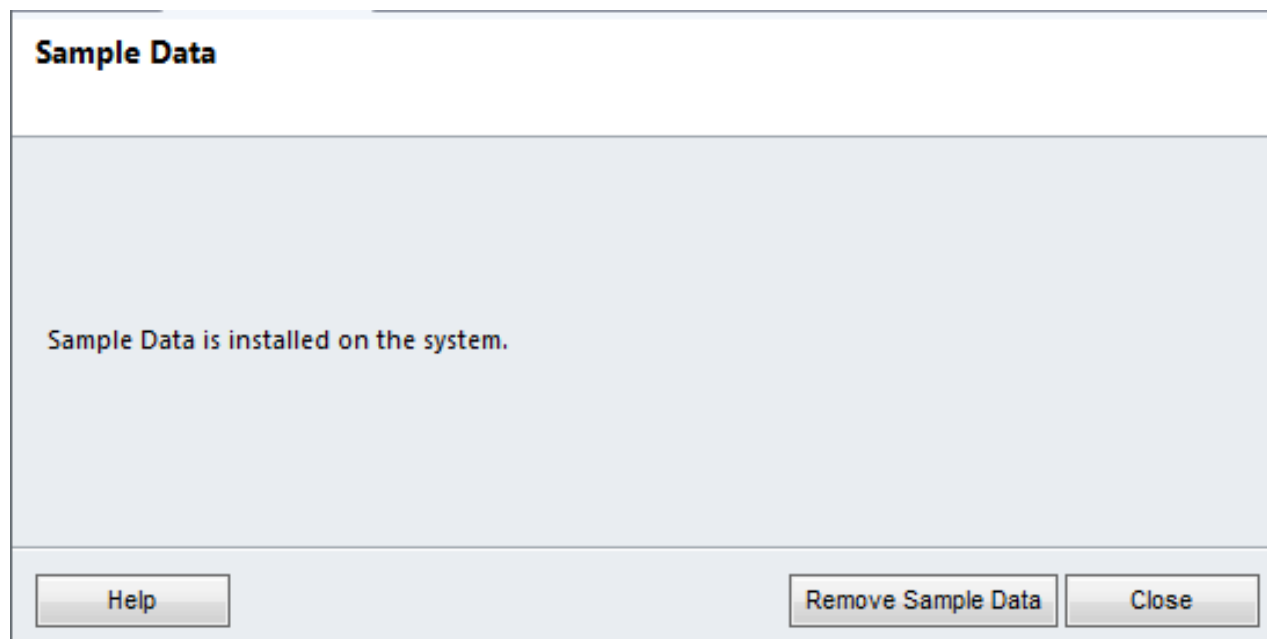 Sample Data
Sample Data is installed on the system.
Help
Remove Sample Data
Close